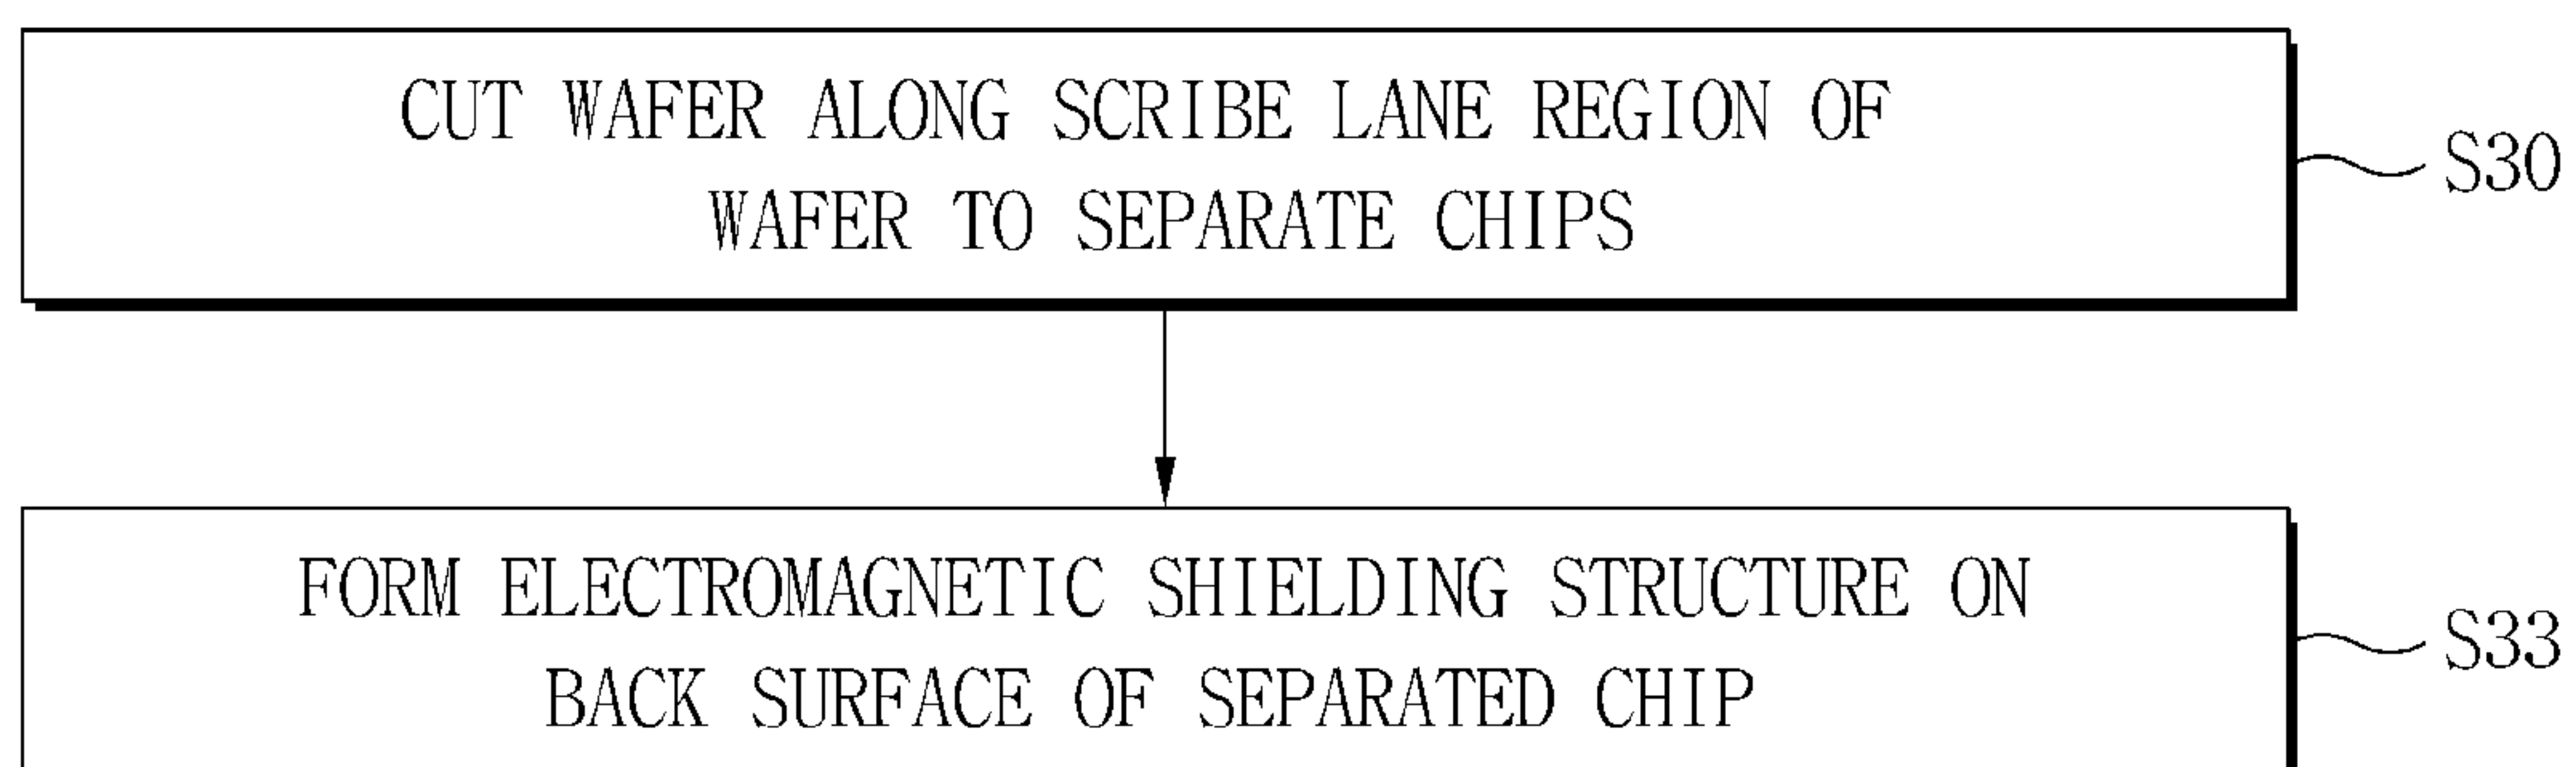 CUT WAFER ALONG SCRIBE LANE REGION OF
WAFER TO SEPARATE CHIPS
S30
FORM ELECTROMAGNETIC SHIELDING STRUCTURE ON
BACK SURFACE OF SEPARATED CHIP
S33